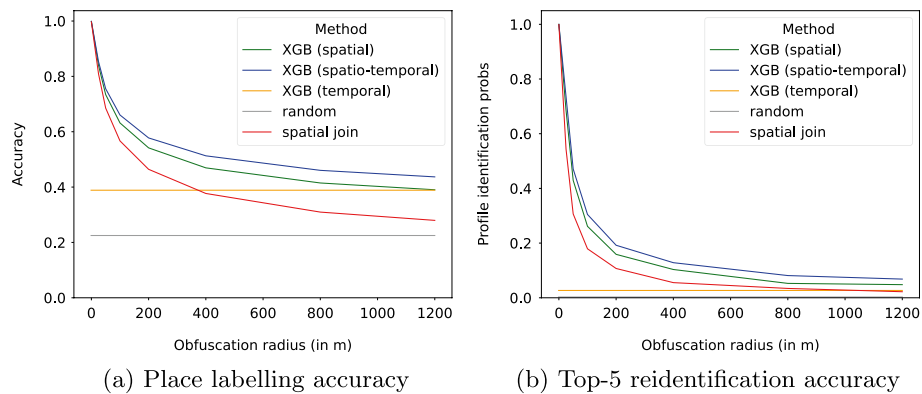 Accuracy
1.0
0.8
0.6
0.4
0.2
0.0
Method
XGB (spatial)
XGB (spatio-temporal)
XGB (temporal)
random
spatial join
0 200 400 600 800 1000 1200
Obfuscation radius (in m)
(a) Place labelling accuracy
Profile identification probs
1.0
0.8
0.6
0.4
0.2
0.0
Method
XGB (spatial)
XGB (spatio-temporal)
XGB (temporal)
random
spatial join
0 200 400 600 800 1000 1200
Obfuscation radius (in m)
(b) Top-5 reidentification accuracy